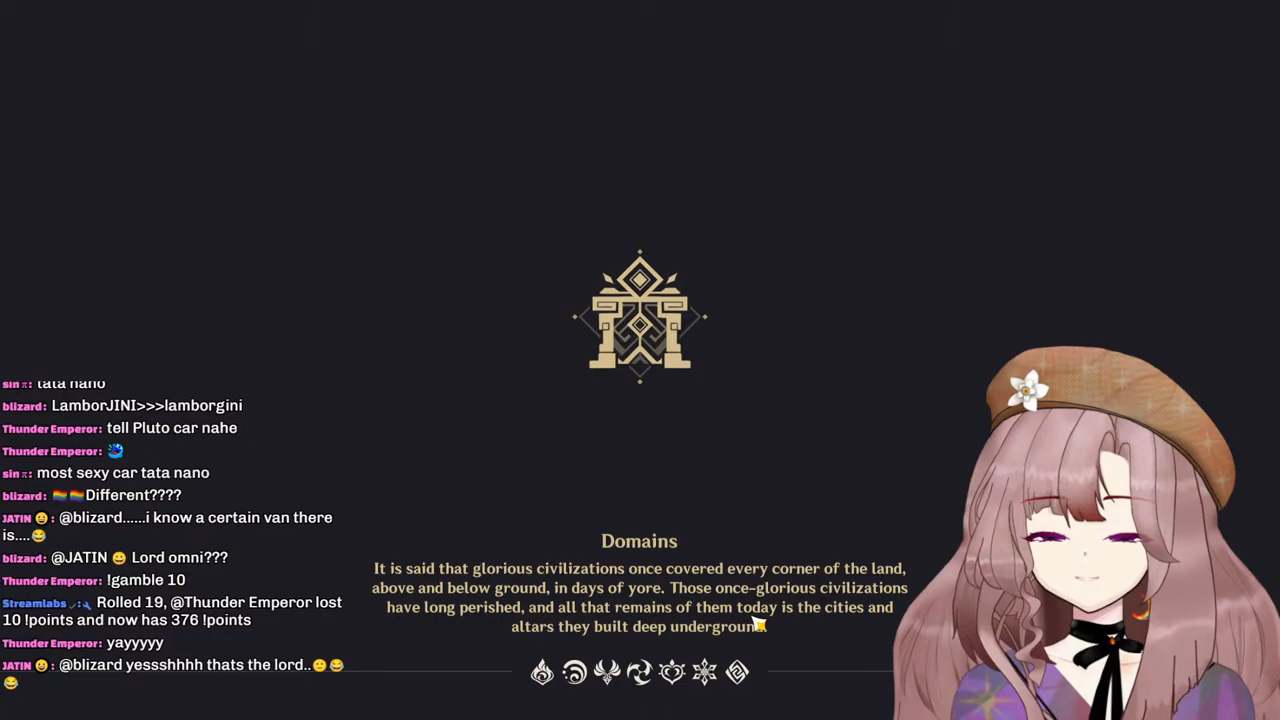 sin π: tata nano
blizard: LamborJINI>>>lamborgini
Thunder Emperor: tell Pluto car nahe
Thunder Emperor:
sin π: most sexy car tata nano
blizard: 🏳️‍🌈🏳️‍🌈Different????
JATIN 😀: @blizard......i know a certain van there
is....😂
blizard: @JATIN 😀 Lord omni???
Thunder Emperor: !gamble 10
Streamlabs: Rolled 19, @Thunder Emperor lost
10 !points and now has 376 !points
Thunder Emperor: yayyyyy
JATIN 😀: @blizard yessshhhh thats the lord..🙂😂
😂
Domains
It is said that glorious civilizations once covered every corner of the land,
above and below ground, in days of yore. Those once-glorious civilizations
have long perished, and all that remains of them today is the cities and
altars they built deep underground.